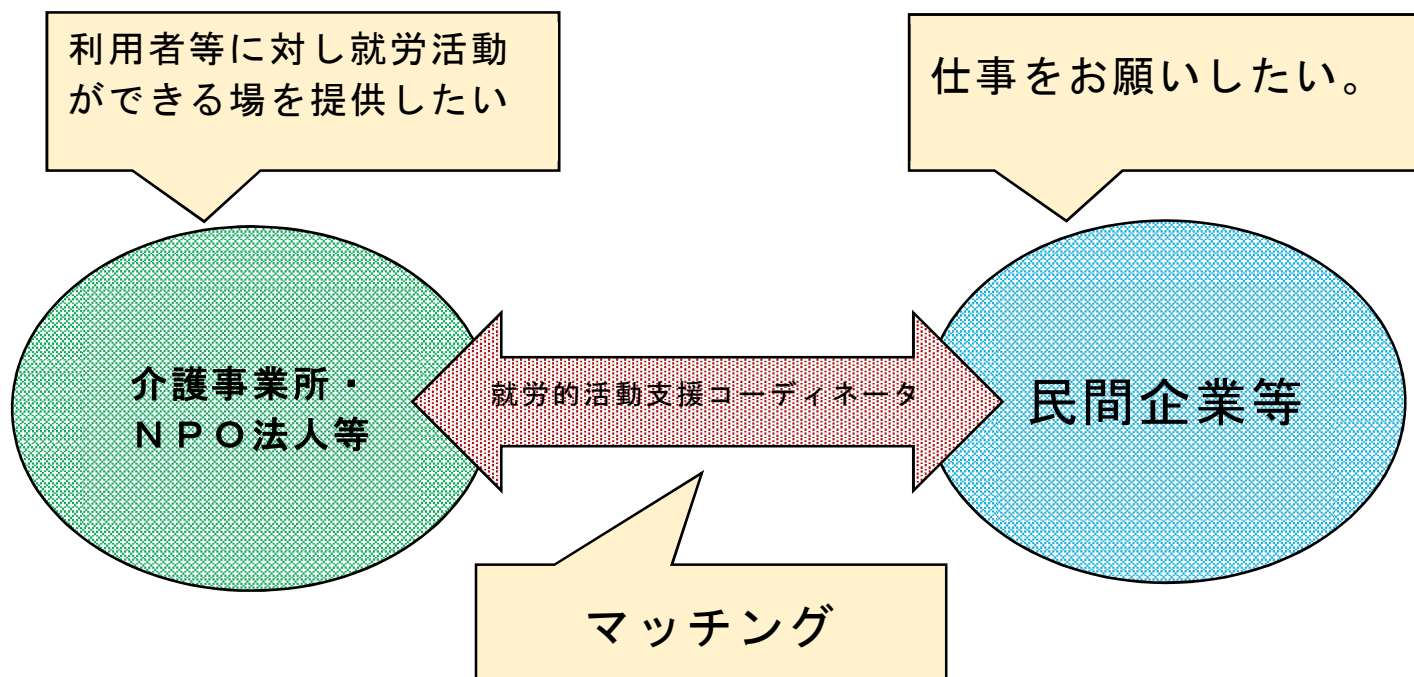 利用者等に対し就労活動
ができる場を提供したい
仕事をお願いしたい。
介護事業所・
ＮＰＯ法人等
就労的活動支援コーディネータ
民間企業等
マッチング